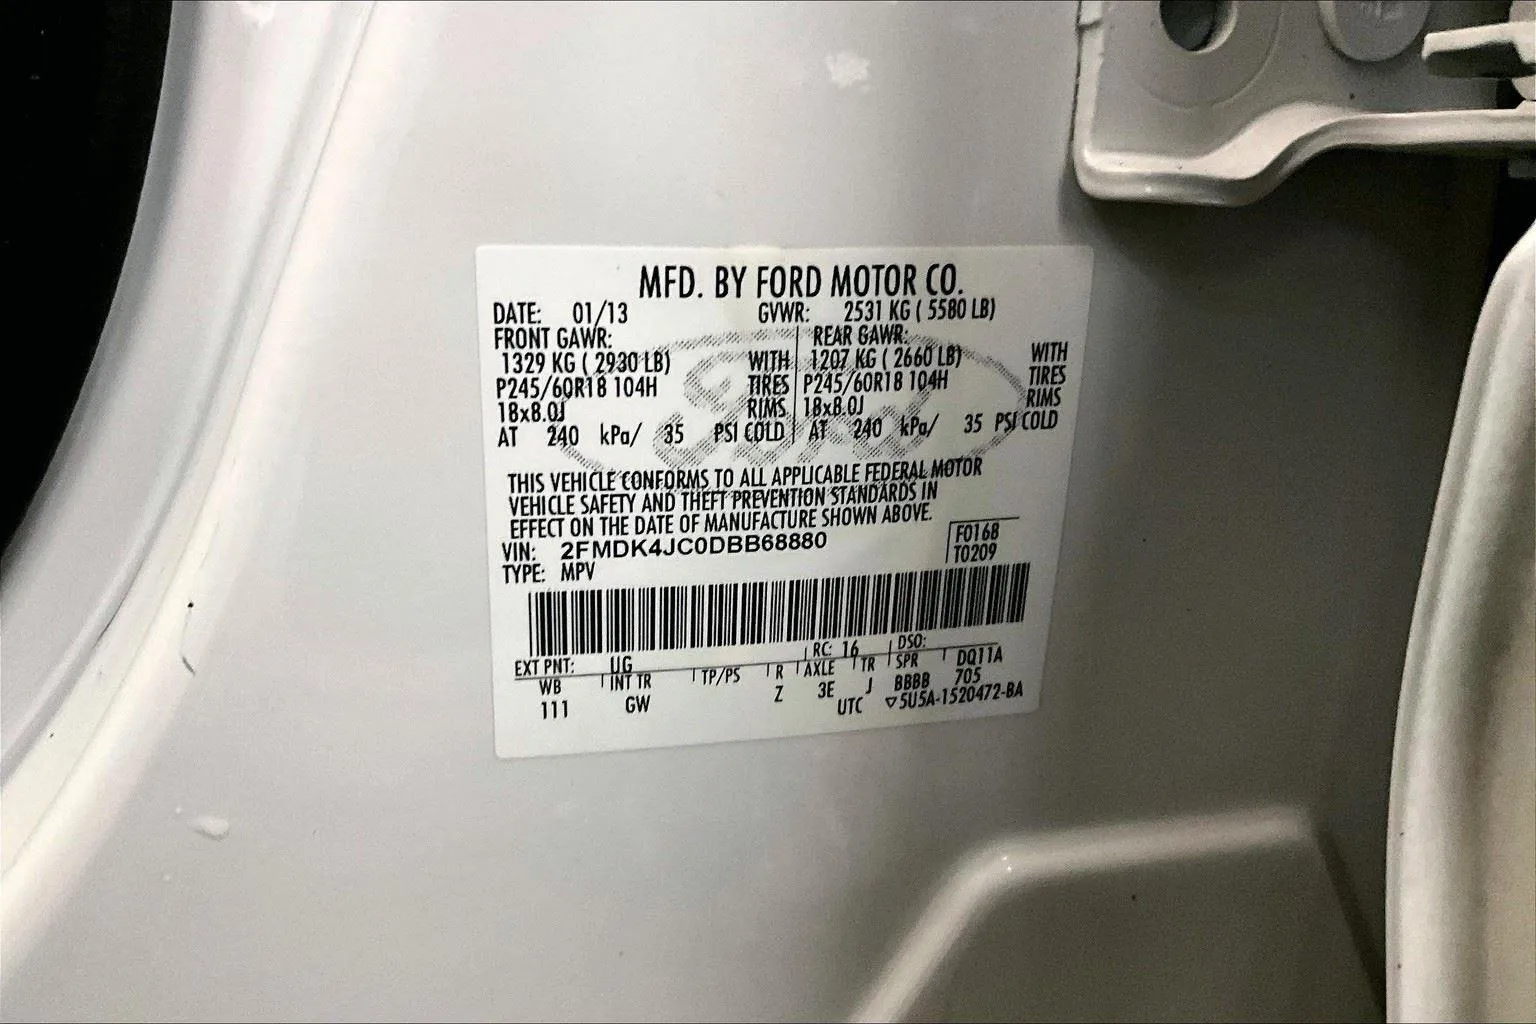 MFD. BY FORD MOTOR CO.
DATE: 01/13 GVWR: 2531 KG ( 5580 LB)
FRONT GAWR: REAR GAWR:
1329 KG ( 2930 LB) WITH 1207 KG ( 2660 LB) WITH
P245/60R18 104H TIRES P245/60R18 104H TIRES
18x8.0J RIMS 18x8.0J RIMS
AT 240 kPa/ 35 PSI COLD AT 240 kPa/ 35 PSI COLD
THIS VEHICLE CONFORMS TO ALL APPLICABLE FEDERAL MOTOR
VEHICLE SAFETY AND THEFT PREVENTION STANDARDS IN
EFFECT ON THE DATE OF MANUFACTURE SHOWN ABOVE.
VIN: 2FMDK4JC0DBB68880 F0168
TYPE: MPV T0209
EXT PNT: UG RC: 16 DSO:
WB INT TR TP/PS R AXLE TR SPR DQ11A
111 GW Z 3E J BBBB 705
UTC ▽5U5A-1520472-BA
Ford